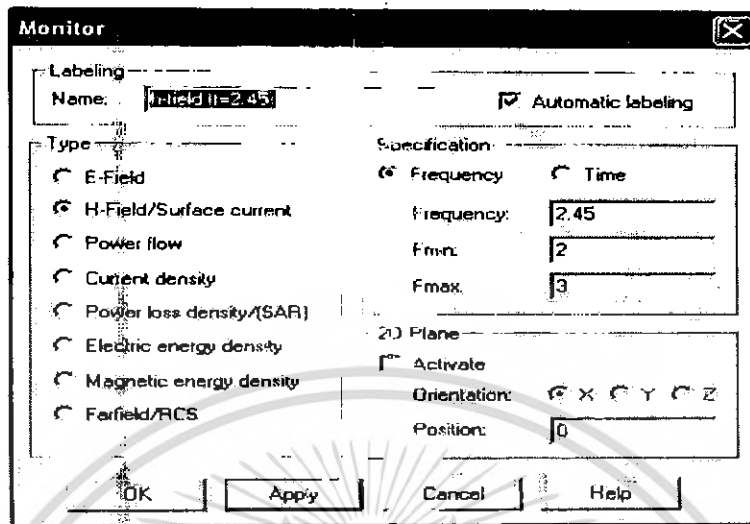 Monitor
Labeling
Name: h-field (f=2.45)
Automatic labeling
Type
E-Field
H-Field/Surface current
Power flow
Current density
Power loss density/(SAR)
Electric energy density
Magnetic energy density
Farfield/RCS
Specification
Frequency Time
Frequency: 2.45
Fmin: 2
Fmax: 3
2D Plane
Activate
Orientation: X Y Z
Position: 0
OK Apply Cancel Help